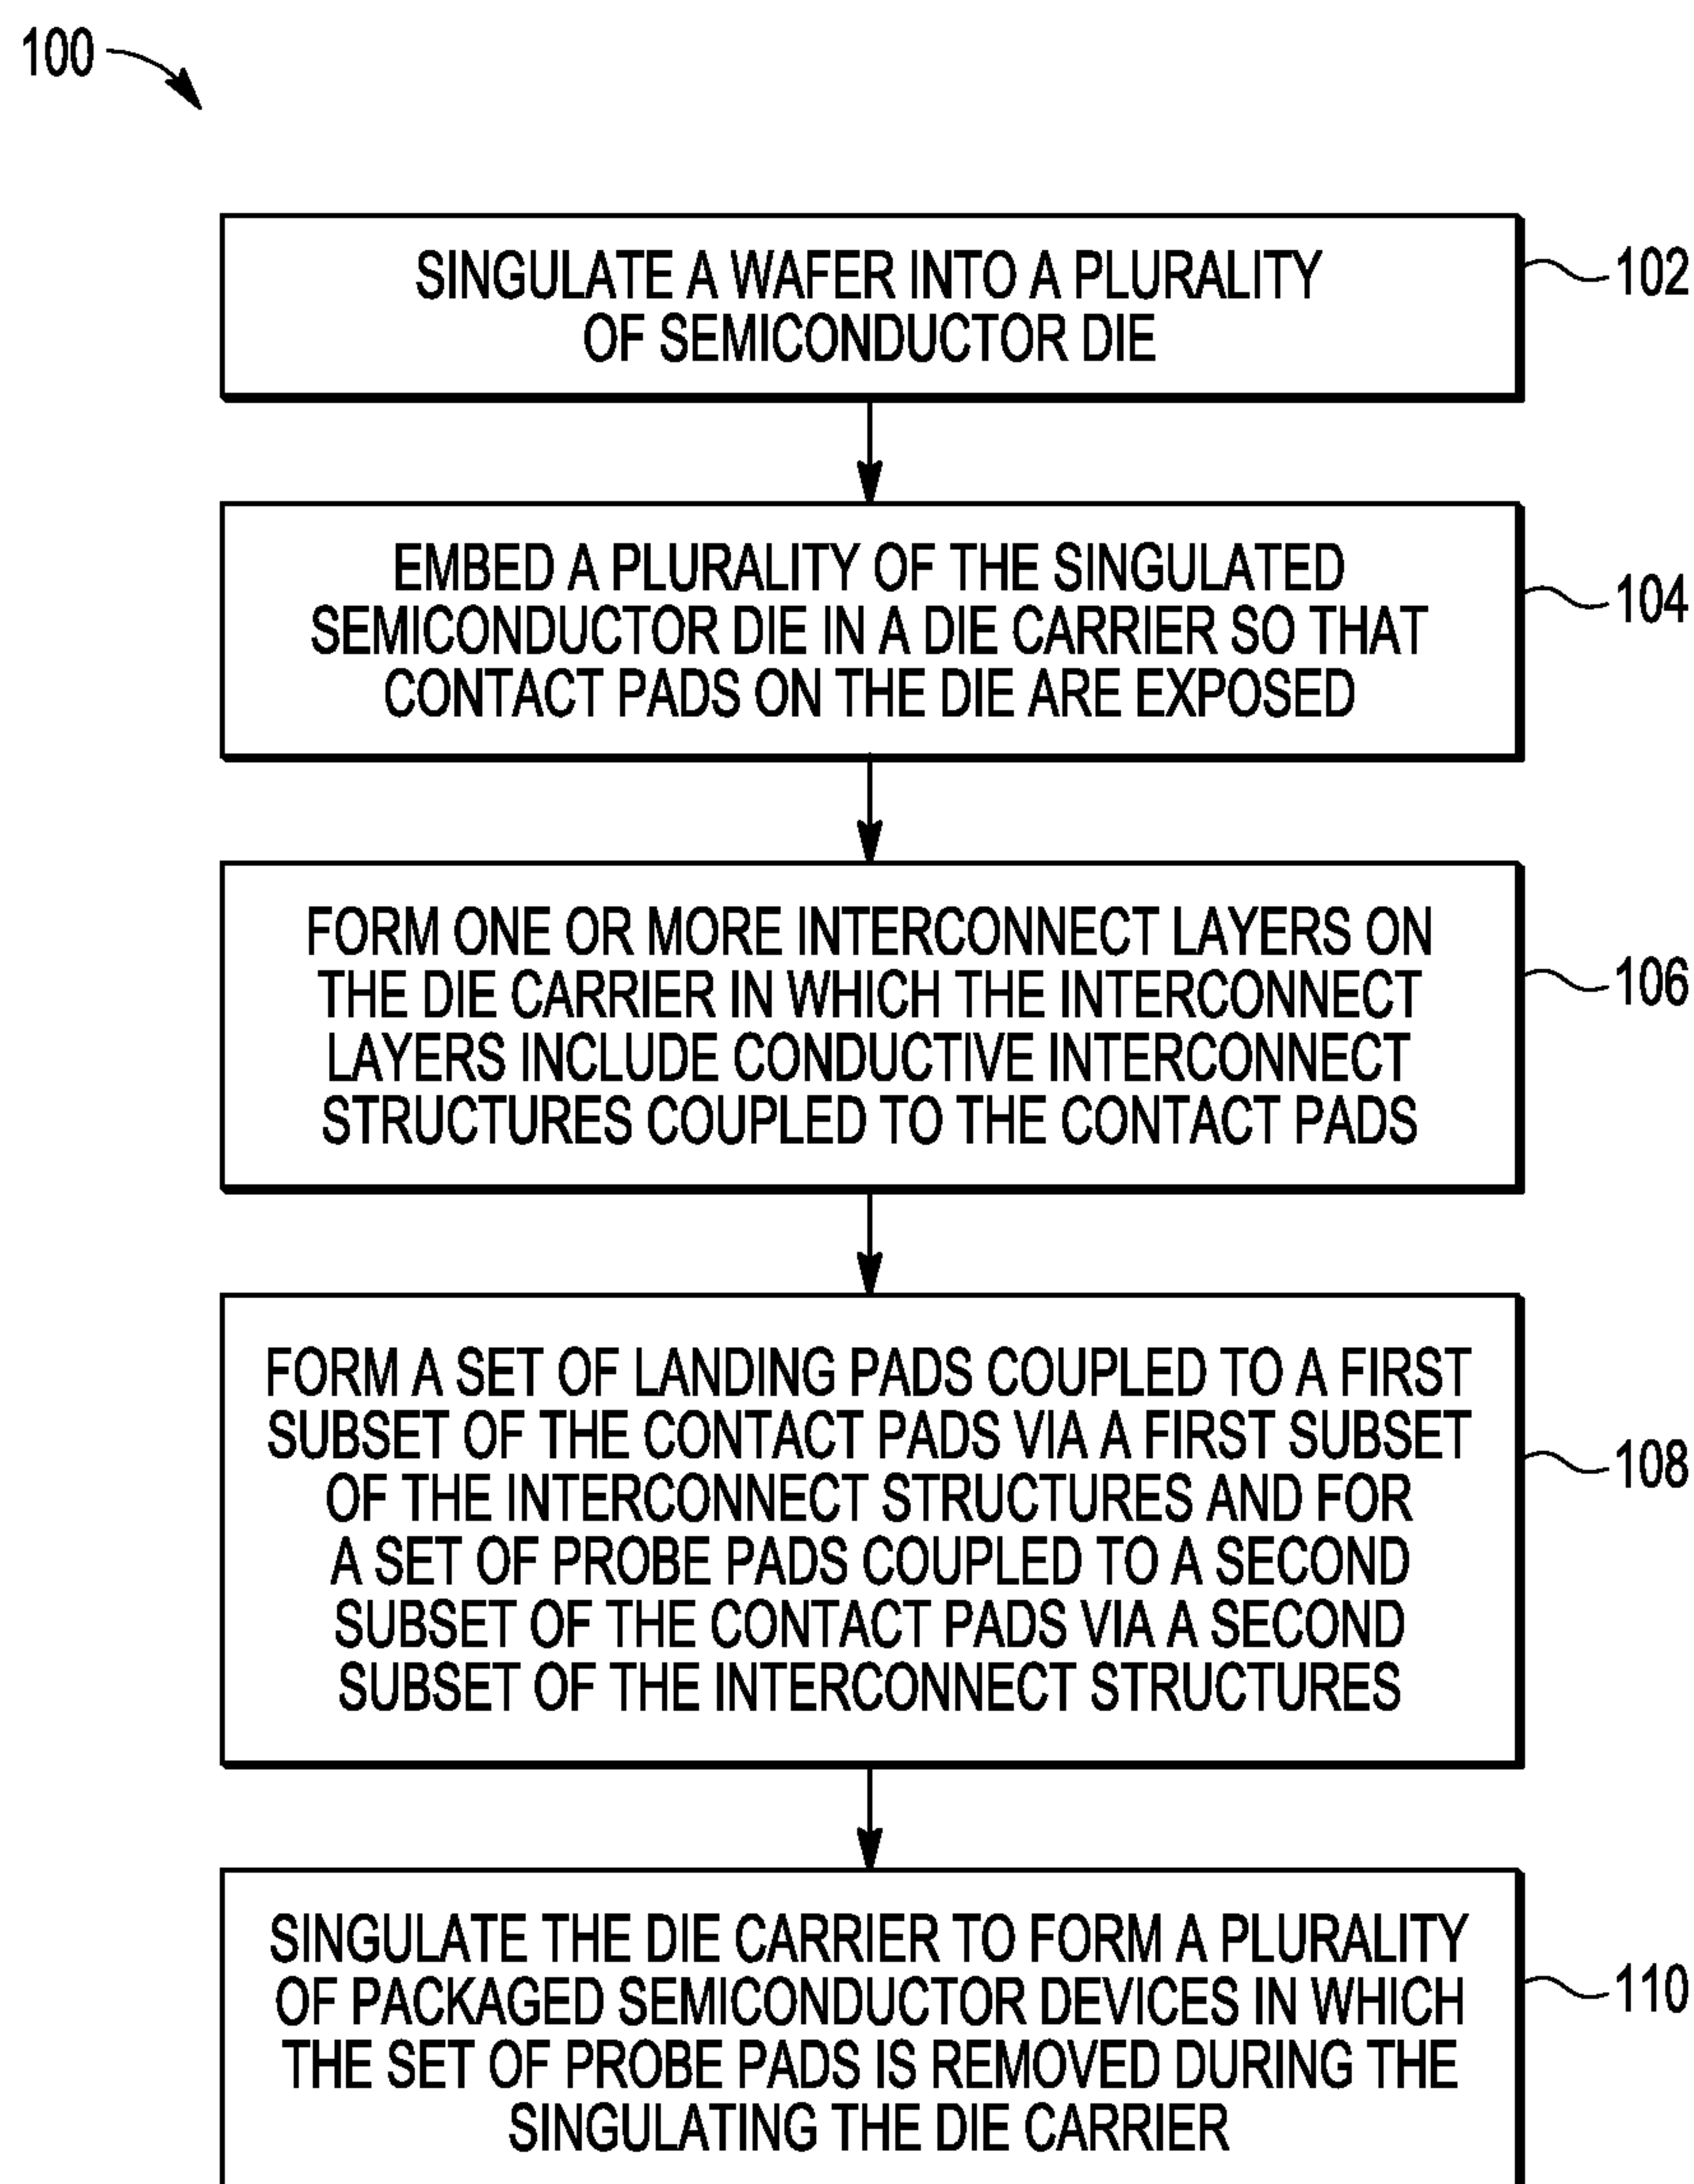 100
SINGULATE A WAFER INTO A PLURALITY
OF SEMICONDUCTOR DIE
102
EMBED A PLURALITY OF THE SINGULATED
SEMICONDUCTOR DIE IN A DIE CARRIER SO THAT
CONTACT PADS ON THE DIE ARE EXPOSED
104
FORM ONE OR MORE INTERCONNECT LAYERS ON
THE DIE CARRIER IN WHICH THE INTERCONNECT
LAYERS INCLUDE CONDUCTIVE INTERCONNECT
STRUCTURES COUPLED TO THE CONTACT PADS
106
FORM A SET OF LANDING PADS COUPLED TO A FIRST
SUBSET OF THE CONTACT PADS VIA A FIRST SUBSET
OF THE INTERCONNECT STRUCTURES AND FOR
A SET OF PROBE PADS COUPLED TO A SECOND
SUBSET OF THE CONTACT PADS VIA A SECOND
SUBSET OF THE INTERCONNECT STRUCTURES
108
SINGULATE THE DIE CARRIER TO FORM A PLURALITY
OF PACKAGED SEMICONDUCTOR DEVICES IN WHICH
THE SET OF PROBE PADS IS REMOVED DURING THE
SINGULATING THE DIE CARRIER
110